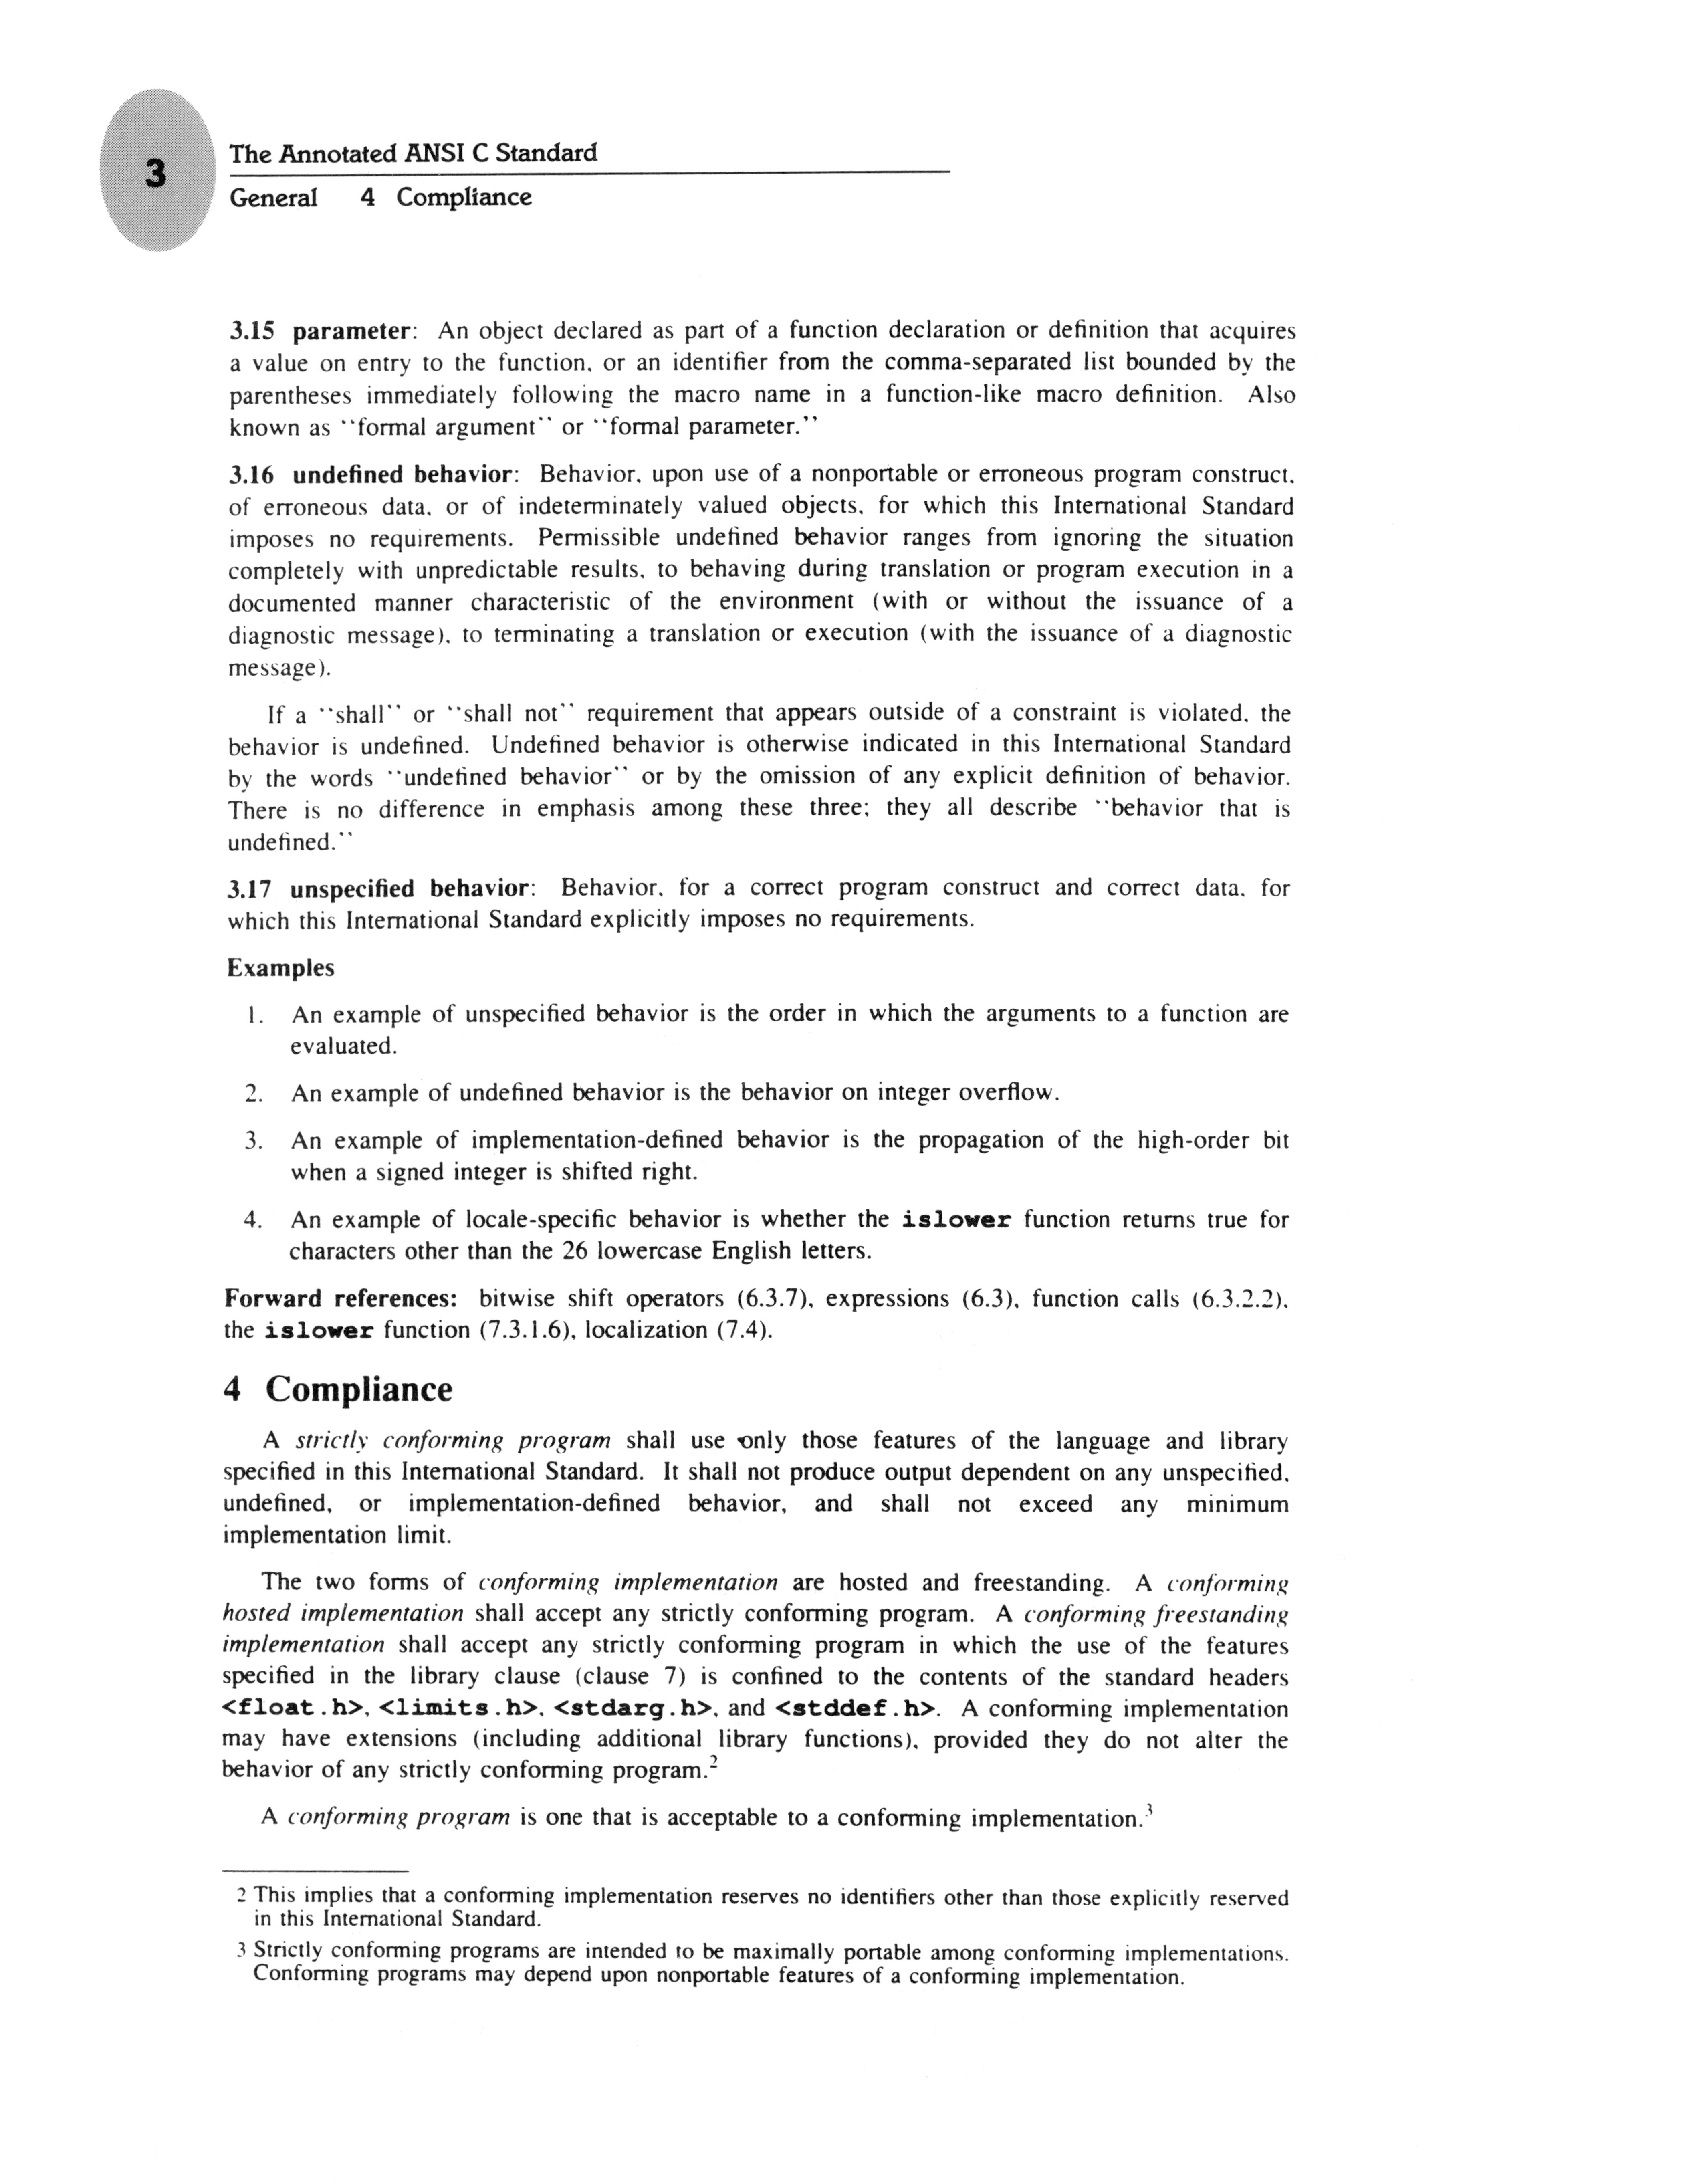 3
The Annotated ANSI C Standard
General 4 Compliance
3.15 parameter: An object declared as part of a function declaration or definition that acquires
a value on entry to the function, or an identifier from the comma-separated list bounded by the
parentheses immediately following the macro name in a function-like macro definition. Also
known as ``formal argument'' or ``formal parameter.''
3.16 undefined behavior: Behavior, upon use of a nonportable or erroneous program construct,
of erroneous data, or of indeterminately valued objects, for which this International Standard
imposes no requirements. Permissible undefined behavior ranges from ignoring the situation
completely with unpredictable results, to behaving during translation or program execution in a
documented manner characteristic of the environment (with or without the issuance of a
diagnostic message), to terminating a translation or execution (with the issuance of a diagnostic
message).
If a ``shall'' or ``shall not'' requirement that appears outside of a constraint is violated, the
behavior is undefined. Undefined behavior is otherwise indicated in this International Standard
by the words ``undefined behavior'' or by the omission of any explicit definition of behavior.
There is no difference in emphasis among these three; they all describe ``behavior that is
undefined.''
3.17 unspecified behavior: Behavior, for a correct program construct and correct data, for
which this International Standard explicitly imposes no requirements.
Examples
1. An example of unspecified behavior is the order in which the arguments to a function are
evaluated.
2. An example of undefined behavior is the behavior on integer overflow.
3. An example of implementation-defined behavior is the propagation of the high-order bit
when a signed integer is shifted right.
4. An example of locale-specific behavior is whether the islower function returns true for
characters other than the 26 lowercase English letters.
Forward references: bitwise shift operators (6.3.7), expressions (6.3), function calls (6.3.2.2),
the islower function (7.3.1.6), localization (7.4).
4 Compliance
A strictly conforming program shall use only those features of the language and library
specified in this International Standard. It shall not produce output dependent on any unspecified,
undefined, or implementation-defined behavior, and shall not exceed any minimum
implementation limit.
The two forms of conforming implementation are hosted and freestanding. A conforming
hosted implementation shall accept any strictly conforming program. A conforming freestanding
implementation shall accept any strictly conforming program in which the use of the features
specified in the library clause (clause 7) is confined to the contents of the standard headers
<float.h>, <limits.h>, <stdarg.h>, and <stddef.h>. A conforming implementation
may have extensions (including additional library functions), provided they do not alter the
behavior of any strictly conforming program.2
A conforming program is one that is acceptable to a conforming implementation.3
2 This implies that a conforming implementation reserves no identifiers other than those explicitly reserved
in this International Standard.
3 Strictly conforming programs are intended to be maximally portable among conforming implementations.
Conforming programs may depend upon nonportable features of a conforming implementation.